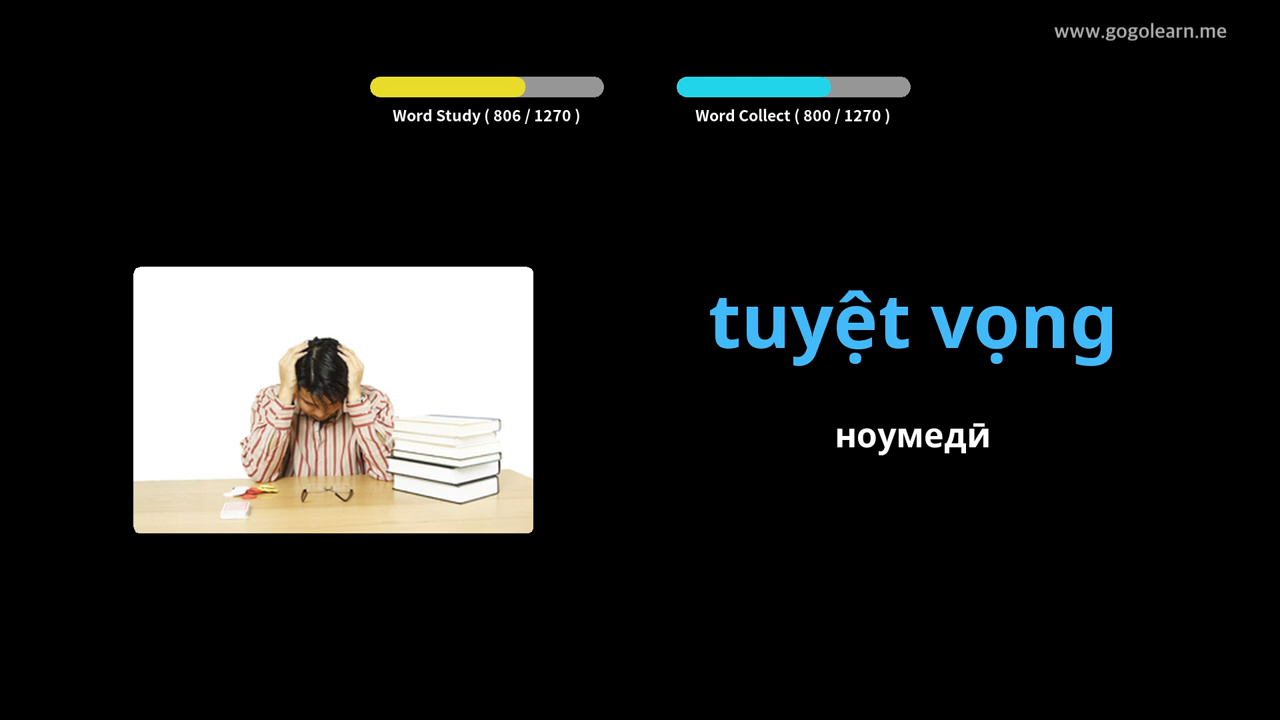 www.gogolearn.me
Word Study ( 806 / 1270 )
Word Collect ( 800 / 1270 )
tuyệt vọng
ноумедӣ